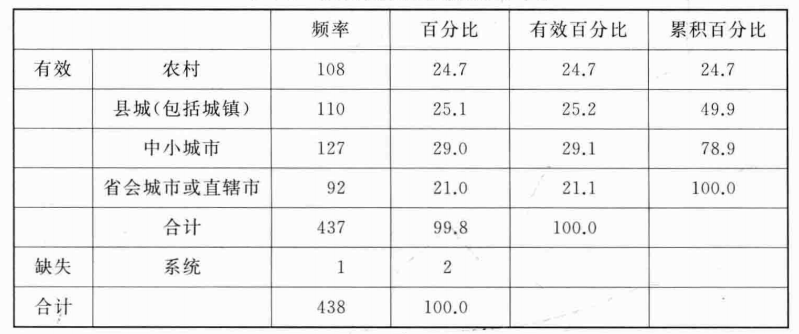 频率 百分比 有效百分比 累积百分比
有效 农村 108 24.7 24.7 24.7
县城(包括城镇) 110 25.1 25.2 49.9
中小城市 127 29.0 29.1 78.9
省会城市或直辖市 92 21.0 21.1 100.0
合计 437 99.8 100.0
缺失 系统 1 2
合计 438 100.0